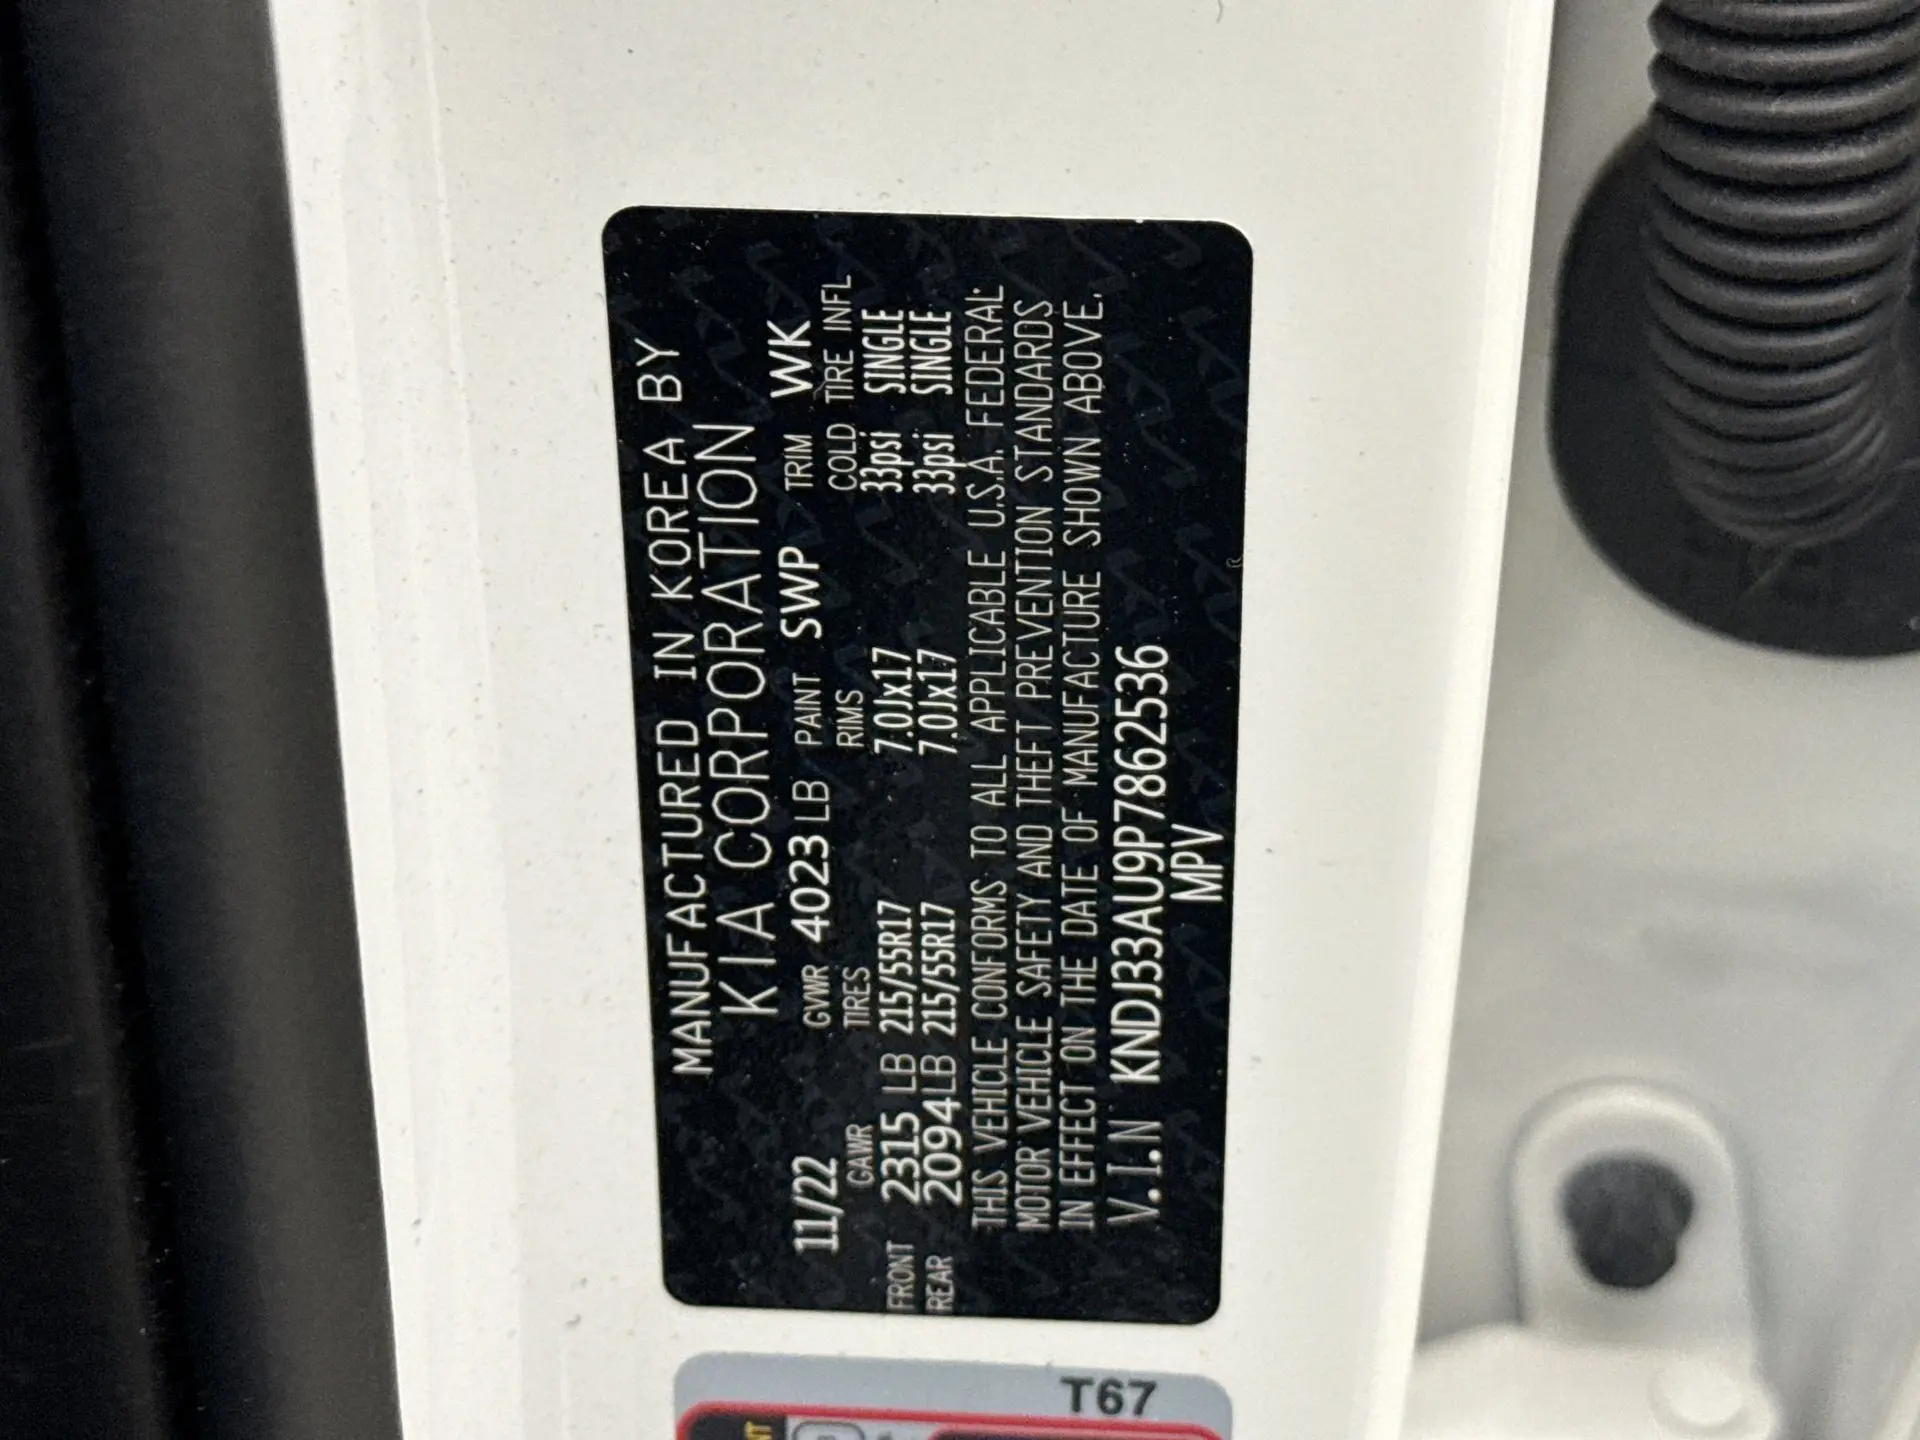 MANUFACTURED IN KOREA BY
KIA CORPORATION
11/22 GVWR 4023 LB PAINT SWP TRIM WK
GAWR TIRES RIMS COLD TIRE INFL
FRONT 2315 LB 215/55R17 7.0Jx17 33psi SINGLE
REAR 2094LB 215/55R17 7.0Jx17 33psi SINGLE
THIS VEHICLE CONFORMS TO ALL APPLICABLE U.S.A. FEDERAL
MOTOR VEHICLE SAFETY AND THEFT PREVENTION STANDARDS
IN EFFECT ON THE DATE OF MANUFACTURE SHOWN ABOVE.
V.I.N KNDJ33AU9P7862536
MPV
T67